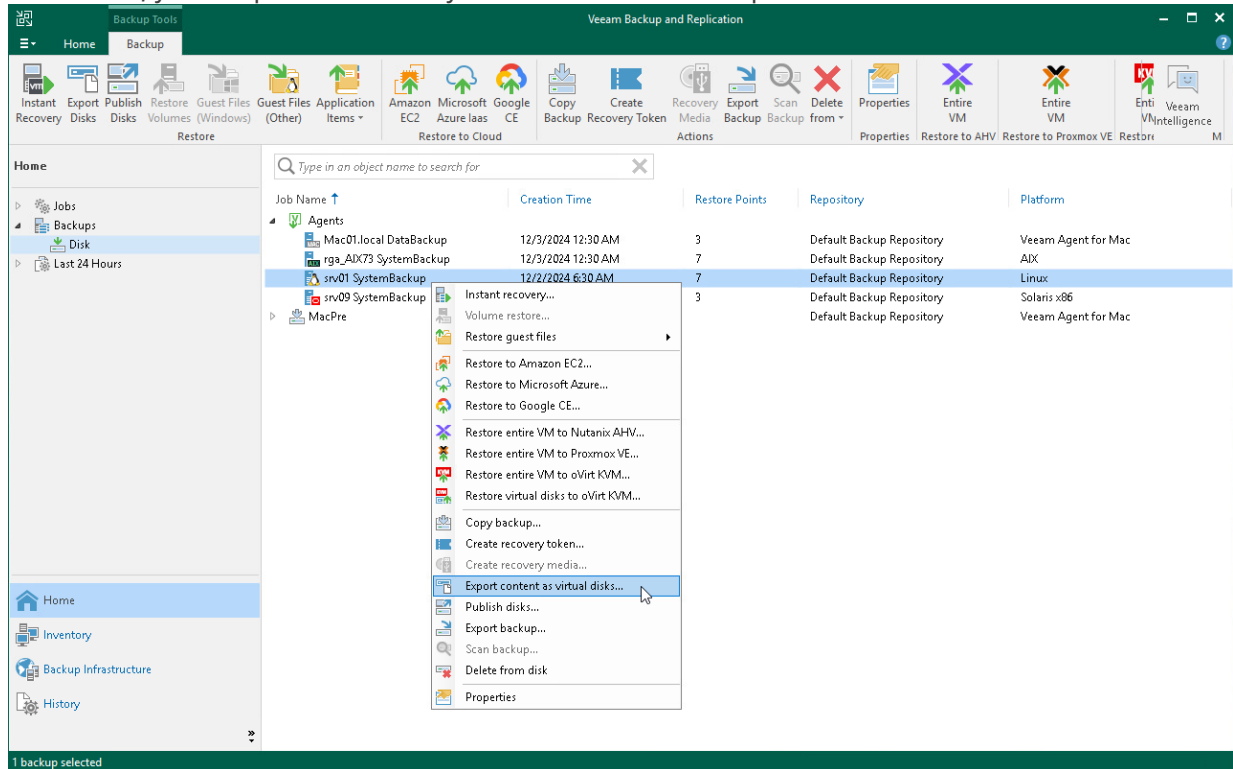 Backup Tools
Veeam Backup and Replication
Home
Backup
Instant Recovery
Export Disks
Publish Disks
Restore Volumes
Guest Files (Windows)
Guest Files (Other)
Application Items
Amazon EC2
Microsoft Azure Iaas
Google CE
Copy Backup
Create Recovery Token
Recovery Media
Export Backup
Scan Backup
Delete from
Properties
Entire VM
Entire VM
Enti VM
Veeam Intelligence
Restore
Restore to Cloud
Actions
Properties
Restore to AHV
Restore to Proxmox VE
Restore
M
Home
Type in an object name to search for
Jobs
Backups
Disk
Last 24 Hours
Job Name Creation Time Restore Points Repository Platform
Agents
Mac01.local DataBackup 12/3/2024 12:30 AM 3 Default Backup Repository Veeam Agent for Mac
rga_AIX73 SystemBackup 12/3/2024 12:30 AM 7 Default Backup Repository AIX
srv01 SystemBackup 12/2/2024 6:30 AM 7 Default Backup Repository Linux
srv09 SystemBackup 3 Default Backup Repository Solaris x86
MacPre Default Backup Repository Veeam Agent for Mac
Instant recovery...
Volume restore...
Restore guest files
Restore to Amazon EC2...
Restore to Microsoft Azure...
Restore to Google CE...
Restore entire VM to Nutanix AHV...
Restore entire VM to Proxmox VE...
Restore entire VM to oVirt KVM...
Restore virtual disks to oVirt KVM...
Copy backup...
Create recovery token...
Create recovery media...
Export content as virtual disks...
Publish disks...
Export backup...
Scan backup...
Delete from disk
Properties
Home
Inventory
Backup Infrastructure
History
1 backup selected